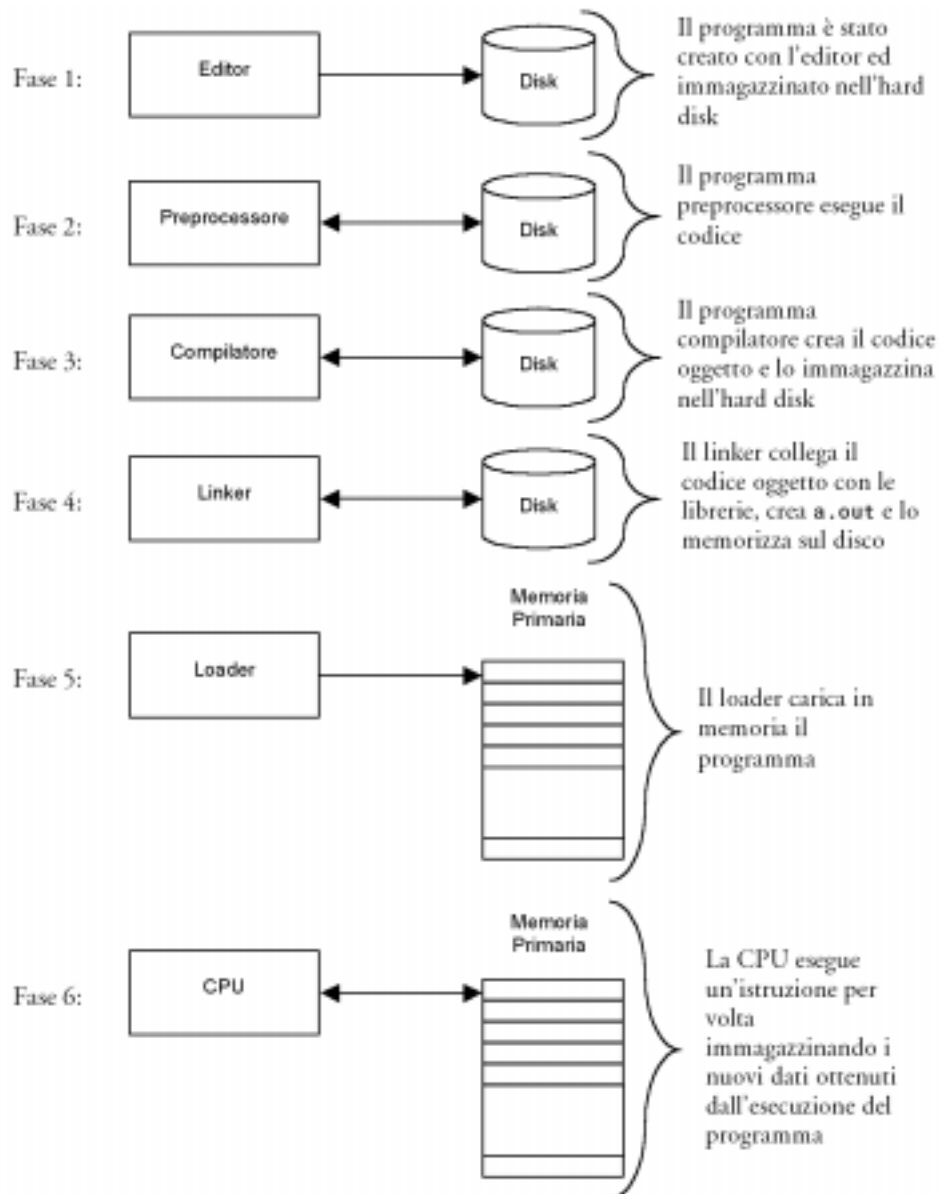 Fase 1:
Editor
Disk
Il programma è stato
creato con l'editor ed
immagazzinato nell'hard
disk
Fase 2:
Preprocessore
Disk
Il programma
preprocessore esegue il
codice
Fase 3:
Compilatore
Disk
Il programma
compilatore crea il codice
oggetto e lo immagazzina
nell'hard disk
Fase 4:
Linker
Disk
Il linker collega il
codice oggetto con le
librerie, crea a.out e lo
memorizza sul disco
Fase 5:
Loader
Memoria
Primaria
Il loader carica in
memoria il
programma
Fase 6:
CPU
Memoria
Primaria
La CPU esegue
un'istruzione per
volta
immagazzinando i
nuovi dati ottenuti
dall'esecuzione del
programma